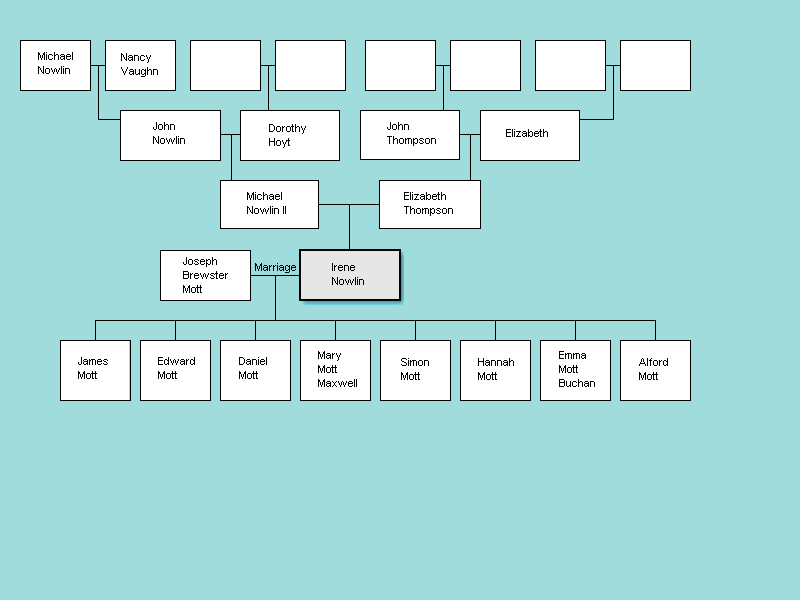 Michael
Nowlin
Nancy
Vaughn
John
Nowlin
Dorothy
Hoyt
John
Thompson
Elizabeth
Michael
Nowlin II
Elizabeth
Thompson
Joseph
Brewster
Mott
Marriage
Irene
Nowlin
James
Mott
Edward
Mott
Daniel
Mott
Mary
Mott
Maxwell
Simon
Mott
Hannah
Mott
Emma
Mott
Buchan
Alford
Mott